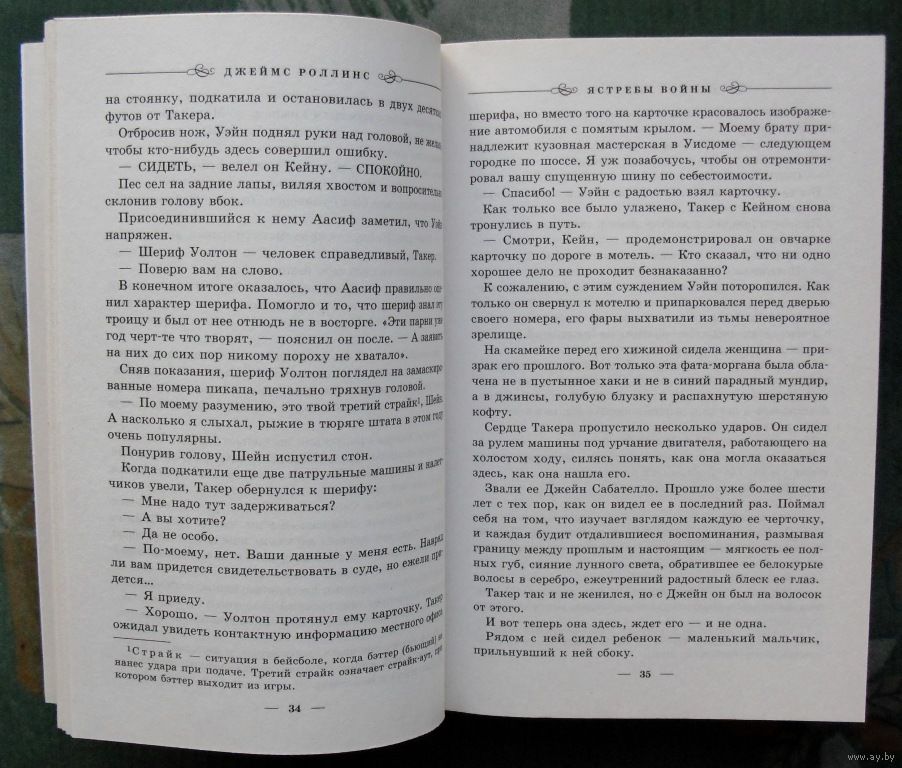 ДЖЕЙМС РОЛЛИНС
на стоянку, подкатила и остановилась в двух десятках
футов от Такера.
Отбросив нож, Уэйн поднял руки над головой, не желая,
чтобы кто-нибудь здесь совершил ошибку.
— СИДЕТЬ, — велел он Кейну. — СПОКОЙНО.
Пес сел на задние лапы, виляя хвостом и вопросительно
склонив голову вбок.
Присоединившийся к нему Аасиф заметил, что Уэйн
напряжен.
— Шериф Уолтон — человек справедливый, Такер.
— Поверю вам на слово.
В конечном итоге оказалось, что Аасиф правильно оце-
нил характер шерифа. Помогло и то, что шериф знал эту
троицу и был от нее отнюдь не в восторге. «Эти парни уже
год черт-те что творят, — пояснил он после. — А заявить
на них до сих пор никому пороху не хватало».
Сняв показания, шериф Уолтон поглядел на замаскиро-
ванные номера пикапа, печально тряхнув головой.
— По моему разумению, это твой третий страйк¹, Шейн.
А насколько я слыхал, рыжие в тюряге штата в этом году
очень популярны.
Понурив голову, Шейн испустил стон.
Когда подкатили еще две патрульные машины и налет-
чиков увели, Такер обернулся к шерифу:
— Мне надо тут задерживаться?
— А вы хотите?
— Да не особо.
— По-моему, нет. Ваши данные у меня есть. Навряд
ли вам придется свидетельствовать в суде, но ежели при-
дется...
— Я приеду.
— Хорошо. — Уолтон протянул ему карточку. Такер
ожидал увидеть контактную информацию местного офиса
¹ Страйк — ситуация в бейсболе, когда бэттер (бьющий) не
нанес удара при подаче. Третий страйк означает страйк-аут, при
котором бэттер выходит из игры.
— 34 —
ЯСТРЕБЫ ВОЙНЫ
шерифа, но вместо того на карточке красовалось изображе-
ние автомобиля с помятым крылом. — Моему брату при-
надлежит кузовная мастерская в Уисдоме — следующем
городке по шоссе. Я уж позабочусь, чтобы он отремонти-
ровал вашу спущенную шину по себестоимости.
— Спасибо! — Уэйн с радостью взял карточку.
Как только все было улажено, Такер с Кейном снова
тронулись в путь.
— Смотри, Кейн, — продемонстрировал он овчарке
карточку по дороге в мотель. — Кто сказал, что ни одно
хорошее дело не проходит безнаказанно?
К сожалению, с этим суждением Уэйн поторопился. Как
только он свернул к мотелю и припарковался перед дверью
своего номера, его фары выхватили из тьмы невероятное
зрелище.
На скамейке перед его хижиной сидела женщина — при-
зрак его прошлого. Вот только эта фата-моргана была обла-
чена не в пустынное хаки и не в синий парадный мундир,
а в джинсы, голубую блузку и распахнутую шерстяную
кофту.
Сердце Такера пропустило несколько ударов. Он сидел
за рулем машины под урчание двигателя, работающего на
холостом ходу, силясь понять, как она могла оказаться
здесь, как она нашла его.
Звали ее Джейн Сабателло. Прошло уже более шести
лет с тех пор, как он видел ее в последний раз. Поймал
себя на том, что изучает взглядом каждую ее черточку,
и каждая будит отдалившиеся воспоминания, размывая
границу между прошлым и настоящим — мягкость ее пол-
ных губ, сияние лунного света, обратившее ее белокурые
волосы в серебро, ежеутренний радостный блеск ее глаз.
Такер так и не женился, но с Джейн он был на волосок
от этого.
И вот теперь она здесь, ждет его — и не одна.
Рядом с ней сидел ребенок — маленький мальчик,
прильнувший к ней сбоку.
— 35 —
www.ay.by